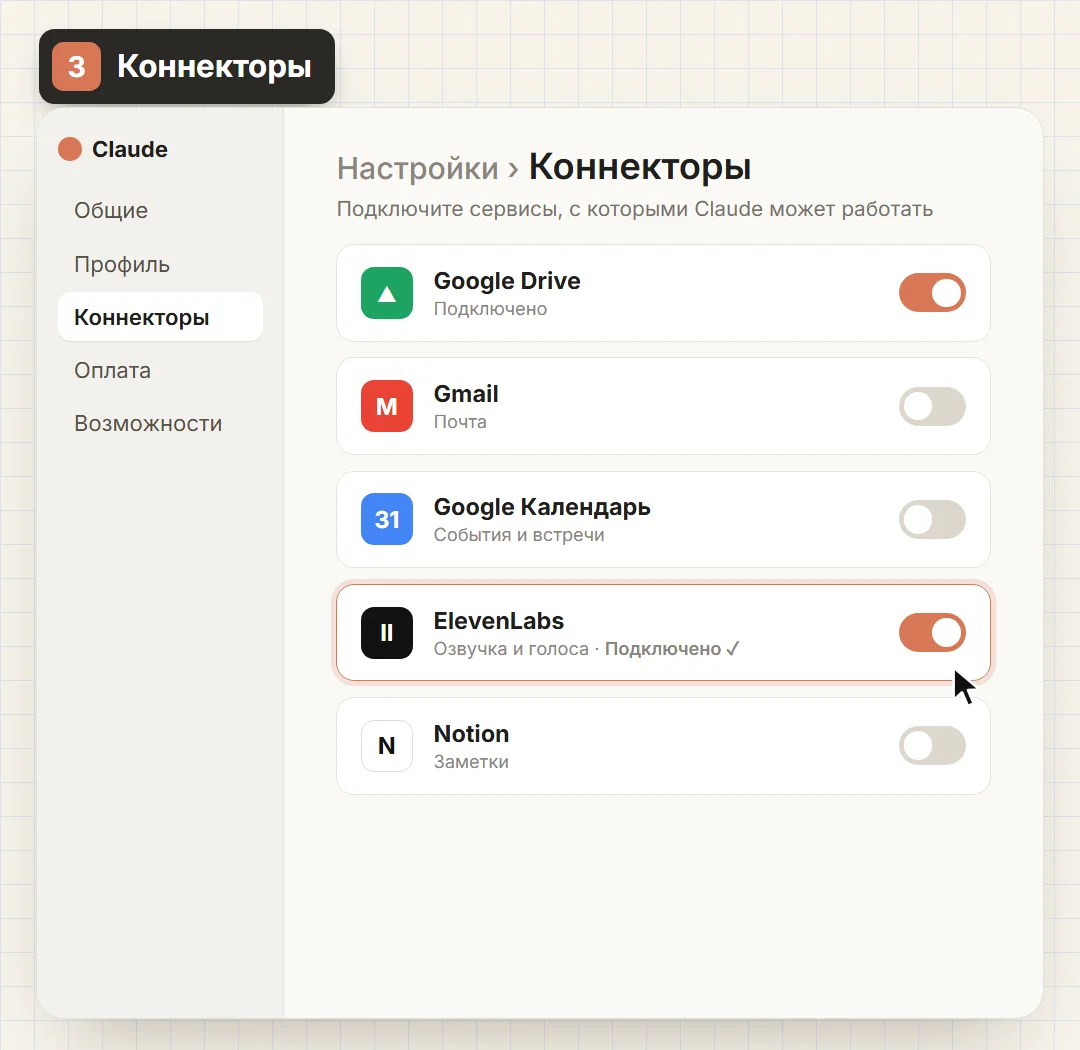 3 Коннекторы
Claude
Общие
Профиль
Коннекторы
Оплата
Возможности
Настройки › Коннекторы
Подключите сервисы, с которыми Claude может работать
Google Drive
Подключено
M
Gmail
Почта
31
Google Календарь
События и встречи
II
ElevenLabs
Озвучка и голоса · Подключено ✓
N
Notion
Заметки